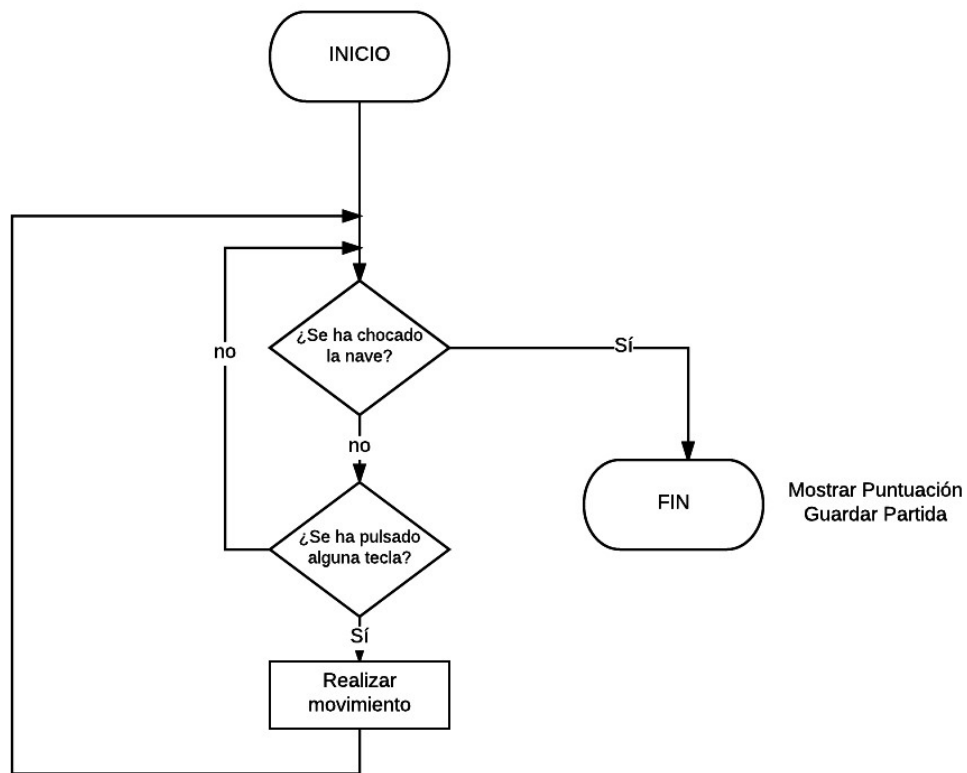 INICIO
¿Se ha chocado
la nave?
no
Sí
no
FIN
Mostrar Puntuación
Guardar Partida
¿Se ha pulsado
alguna tecla?
Sí
Realizar
movimiento